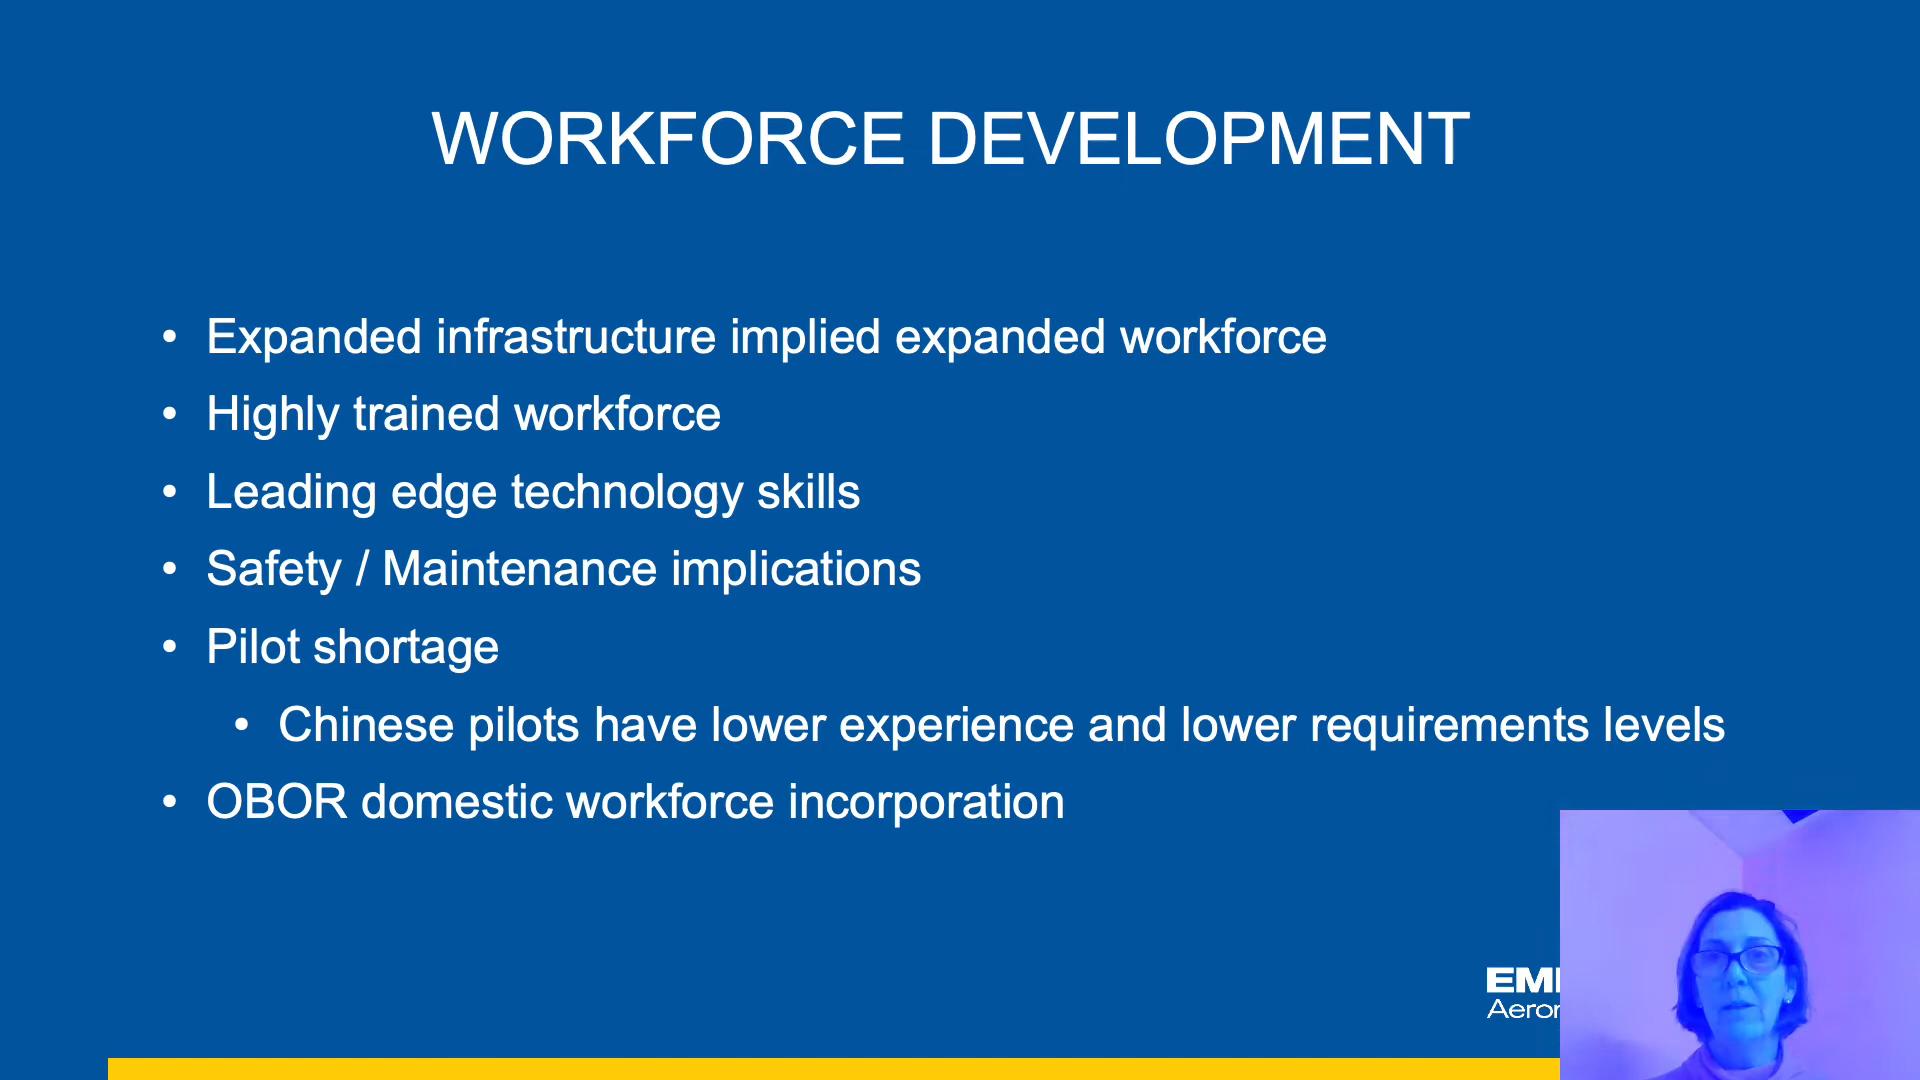 WORKFORCE DEVELOPMENT
• Expanded infrastructure implied expanded workforce
• Highly trained workforce
• Leading edge technology skills
• Safety / Maintenance implications
• Pilot shortage
• Chinese pilots have lower experience and lower requirements levels
• OBOR domestic workforce incorporation